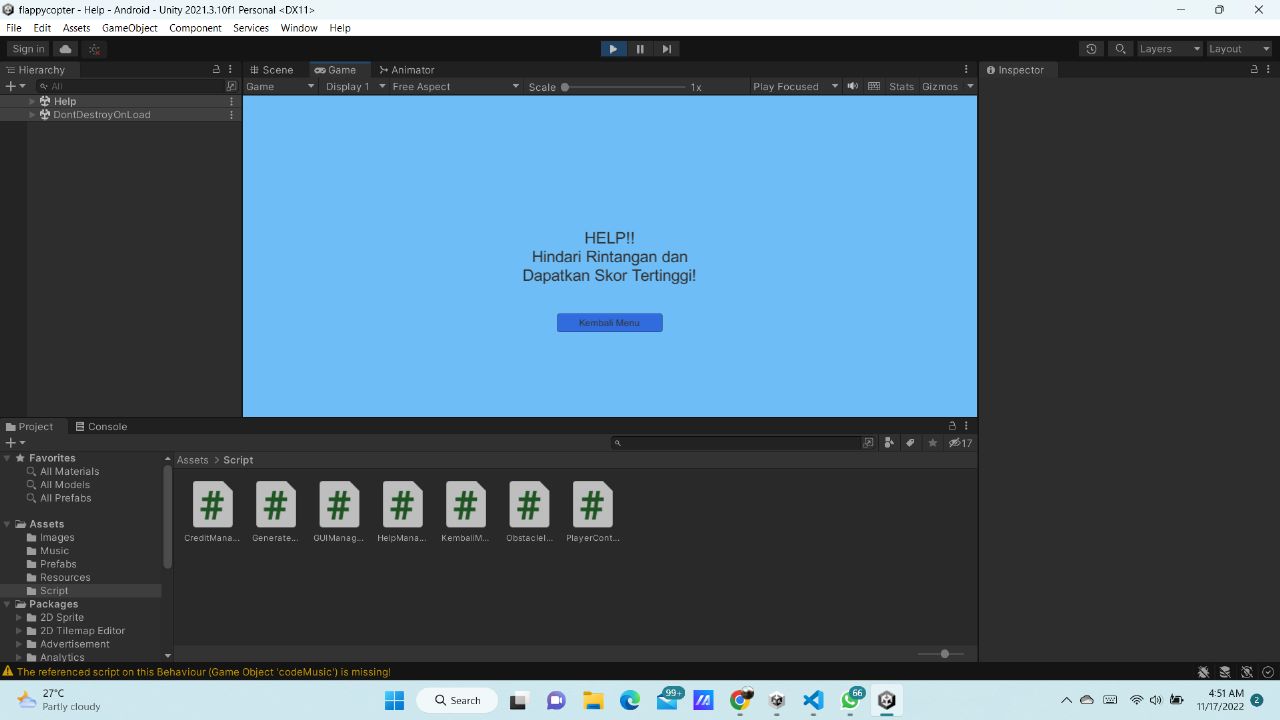 flappycopter - Help - Android - Unity 2021.3.10f1 Personal <DX11>
File Edit Assets GameObject Component Services Window Help
Sign in
Layers
Layout
Hierarchy
All
Help
DontDestroyOnLoad
Scene Game Animator
Game Display 1 Free Aspect Scale 1x Play Focused Stats Gizmos
HELP!!
Hindari Rintangan dan
Dapatkan Skor Tertinggi!
Kembali Menu
Inspector
Project Console
17
Favorites
All Materials
All Models
All Prefabs
Assets
Images
Music
Prefabs
Resources
Script
Packages
2D Sprite
2D Tilemap Editor
Advertisement
Analytics
Assets > Script
CreditMana... Generate... GUIManag... HelpMana... KembaliM... ObstacleI... PlayerCont...
The referenced script on this Behaviour (Game Object 'codeMusic') is missing!
27°C
Partly cloudy
Search
99+
66
4:51 AM
11/17/2022
2